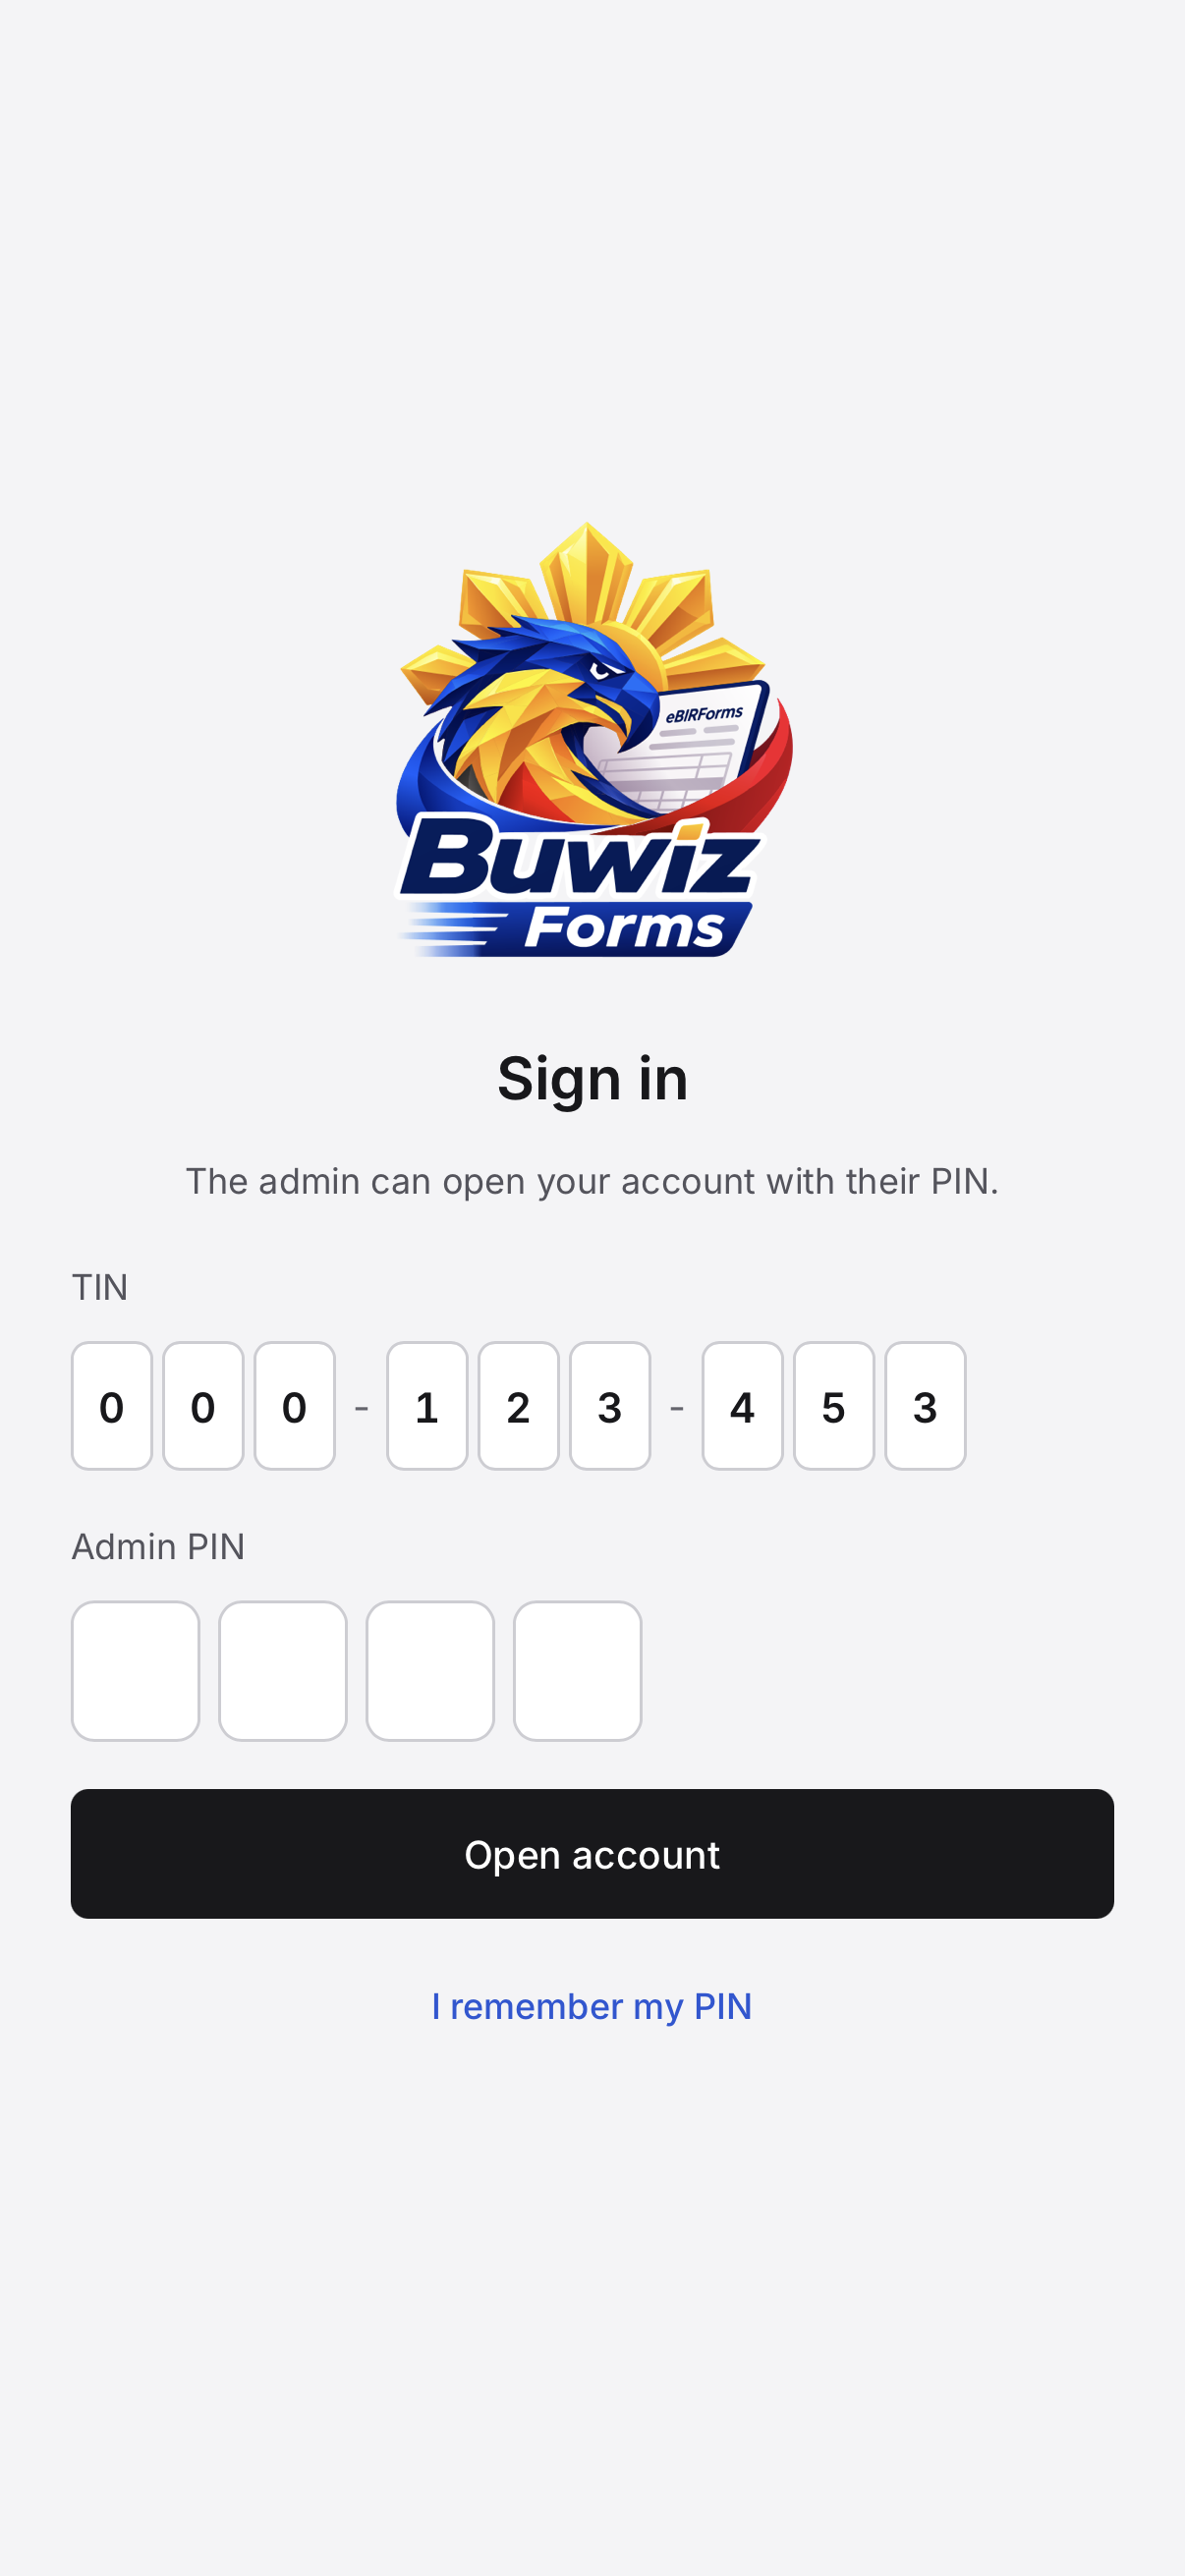 eBIRForms
Buwiz
Forms
Sign in
The admin can open your account with their PIN.
TIN
0 0 0 - 1 2 3 - 4 5 3
Admin PIN
Open account
I remember my PIN